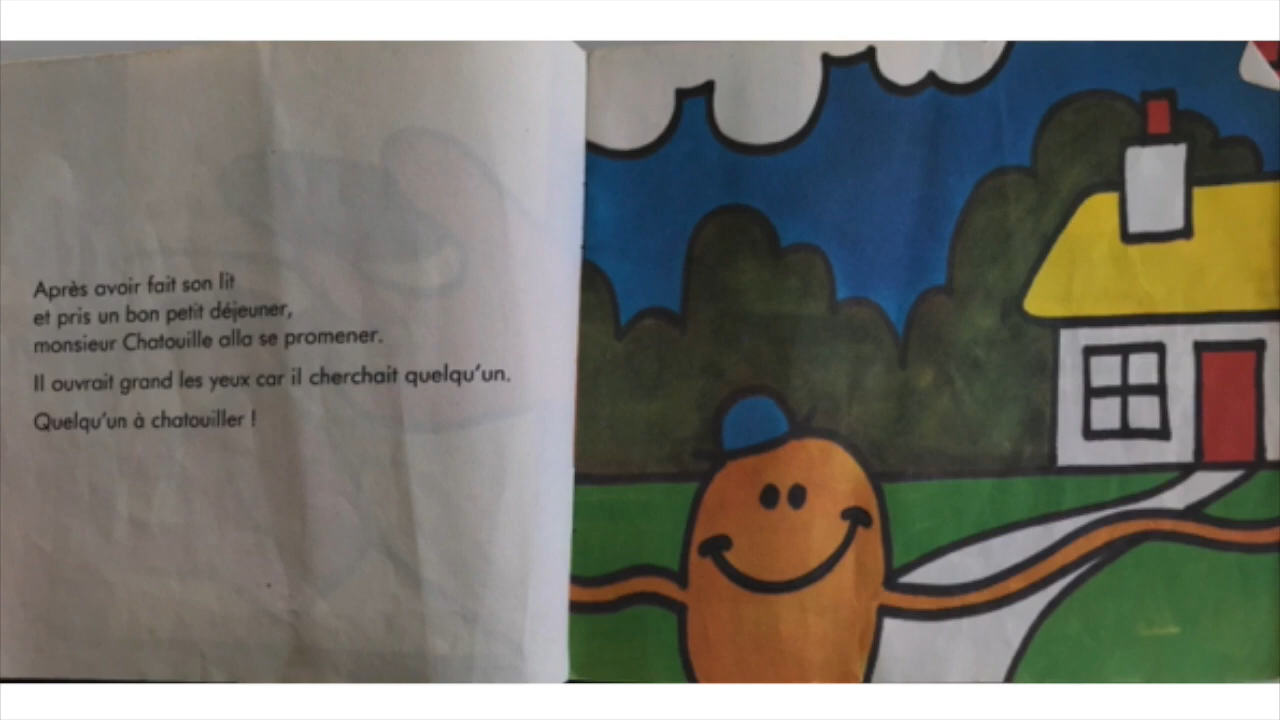 Après avoir fait son lit
et pris un bon petit déjeuner,
monsieur Chatouille alla se promener.
Il ouvrait grand les yeux car il cherchait quelqu'un.
Quelqu'un à chatouiller !